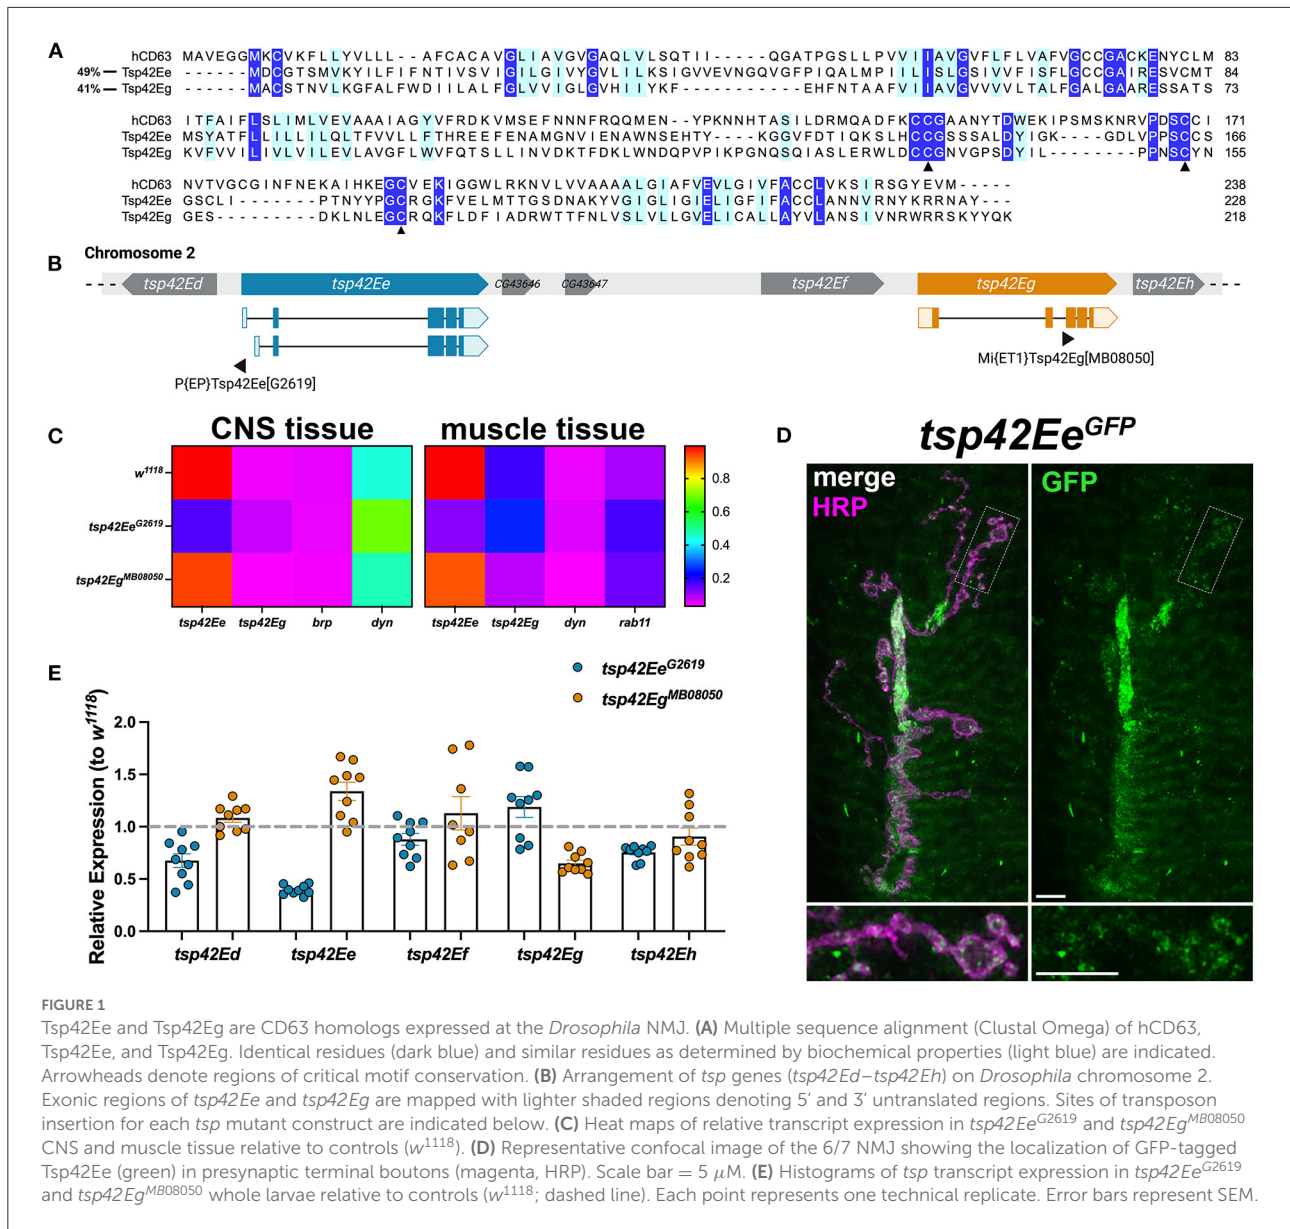 A
hCD63 MAVEGGMKCVKFLLYVLLL--AFCACAVGLIAVGVGAQLVLSQTII----QGATPGSLLPVVIIAVGVFLFLVAFVGCCGACKENYCLM 83
49% Tsp42Ee ------MDCGTSMVKYILFIFNTIVSVIGILGIVYGVLILKSIGVVEVNGQVGFPIQALMPIILISLGSIVVFISFLGCCGAIRESVCMT 84
41% Tsp42Eg ------MACSTNVLKGFALFWDIILALFGLVVIGLGVHIIYKF-----------EHFNTAAFVIIAVGVVVVLTALFGALGAARESSATS 73
hCD63 ITFAIFLSLIMLVEVAAAIAGYVFRDKVMSEFNNNFRQQMEN---YPKNNHTASILDRMQADFKCCGAANYTDWEKIPSMSKNRVPDSCCI 171
Tsp42Ee MSYATFLLILLILQLTFVVLLFTHREEFENAMGNVIENAWNSEHTY----KGGVFDTIQKSLHCCGSSSALDYIGK---GDLVPPSCCS 166
Tsp42Eg KVFVVILIVLVILEVLAVGFLWVFQTSLLINVDKTFDKLWNDQPVPIKPGNQSQIASLERWLDCCGNVGPSDYIL------PPNSCYN 155
hCD63 NVTVGCGINFNEKAIHKEGCVEKIGGWLRKNVLVVAAAALGIAFVEVLGIVFACCLVKSIRSGYEVM---- 238
Tsp42Ee GSCLI-----PTNYYPGCRGKFVELMTTGSDNAKYVGIGLIGIELIGFIFACCLANNVRNYKRRNAY-- 228
Tsp42Eg GES------DKLNLEGCRQKFLDFIADRWTTFNLVSLVLLGVELICALLAYVLANSIVNRWRRSKYYQK 218
B
Chromosome 2
tsp42Ed tsp42Ee CG43646 CG43647 tsp42Ef tsp42Eg tsp42Eh
P{EP}Tsp42Ee[G2619]
Mi{ET1}Tsp42Eg[MB08050]
C
CNS tissue muscle tissue
w1118
tsp42EeG2619
tsp42EgMB08050
tsp42Ee tsp42Eg brp dyn
tsp42Ee tsp42Eg dyn rab11
0.8
0.6
0.4
0.2
D
tsp42EeGFP
merge
HRP
GFP
E
tsp42EeG2619
tsp42EgMB08050
Relative Expression (to w1118)
2.0
1.5
1.0
0.5
0.0
tsp42Ed tsp42Ee tsp42Ef tsp42Eg tsp42Eh
FIGURE 1
Tsp42Ee and Tsp42Eg are CD63 homologs expressed at the Drosophila NMJ. (A) Multiple sequence alignment (Clustal Omega) of hCD63,
Tsp42Ee, and Tsp42Eg. Identical residues (dark blue) and similar residues as determined by biochemical properties (light blue) are indicated.
Arrowheads denote regions of critical motif conservation. (B) Arrangement of tsp genes (tsp42Ed–tsp42Eh) on Drosophila chromosome 2.
Exonic regions of tsp42Ee and tsp42Eg are mapped with lighter shaded regions denoting 5' and 3' untranslated regions. Sites of transposon
insertion for each tsp mutant construct are indicated below. (C) Heat maps of relative transcript expression in tsp42EeG2619 and tsp42EgMB08050
CNS and muscle tissue relative to controls (w1118). (D) Representative confocal image of the 6/7 NMJ showing the localization of GFP-tagged
Tsp42Ee (green) in presynaptic terminal boutons (magenta, HRP). Scale bar = 5 μM. (E) Histograms of tsp transcript expression in tsp42EeG2619
and tsp42EgMB08050 whole larvae relative to controls (w1118; dashed line). Each point represents one technical replicate. Error bars represent SEM.